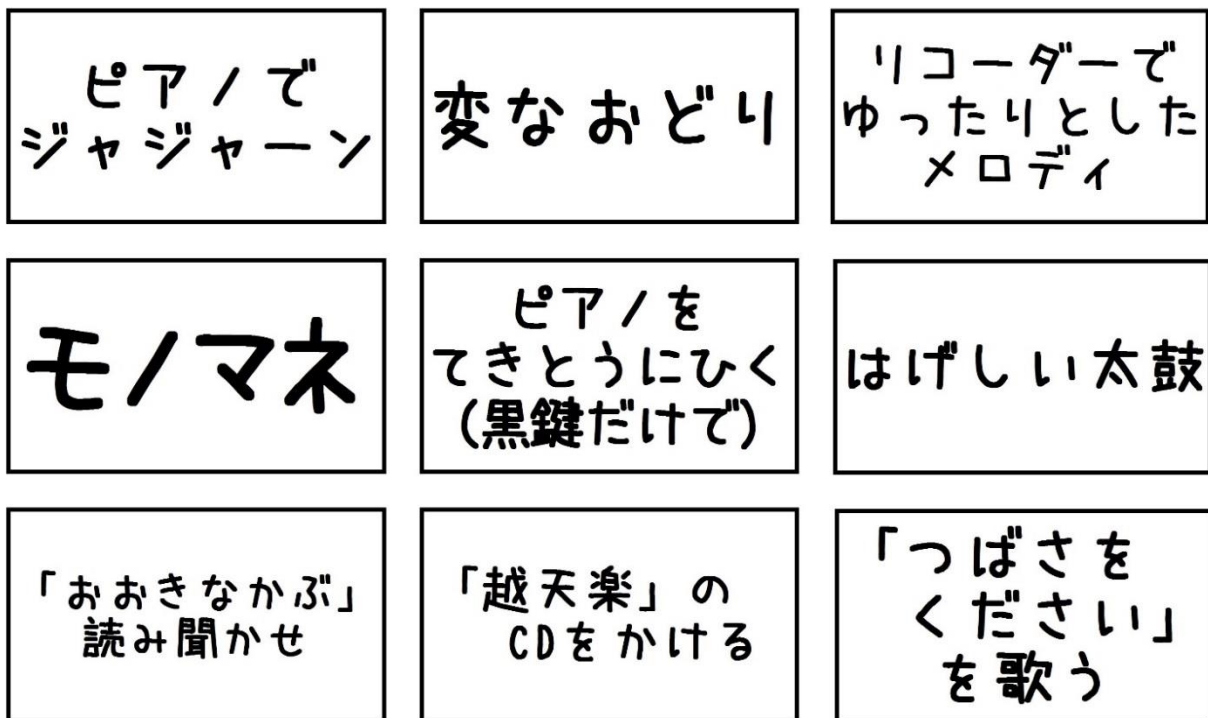 ピアノで
ジャジャーン
変なおどり
リコーダーで
ゆったりとした
メロディ
モノマネ
ピアノを
てきとうにひく
(黒鍵だけで)
はげしい太鼓
「おおきなかぶ」
読み聞かせ
「越天楽」の
CDをかける
「つばさを
ください」
を歌う